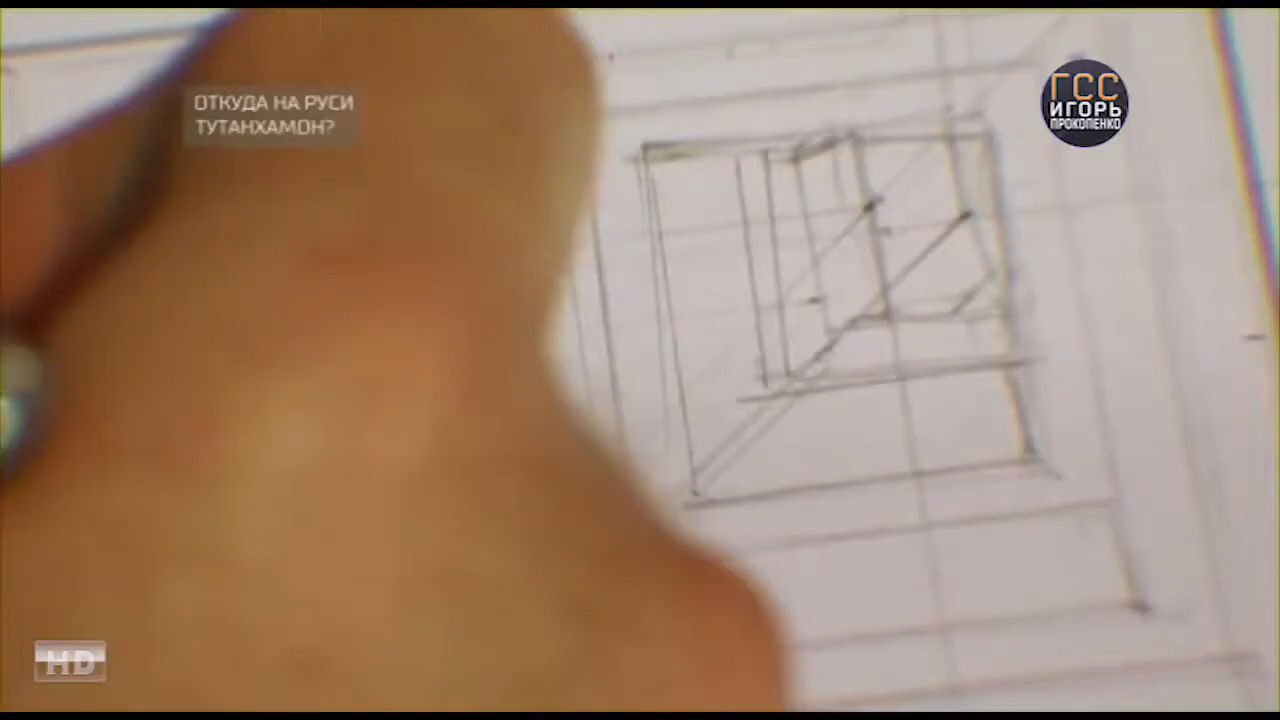 ОТКУДА НА РУСИ
ТУТАНХАМОН?
ГСС
ИГОРЬ
ПРОКОПЕНКО
HD